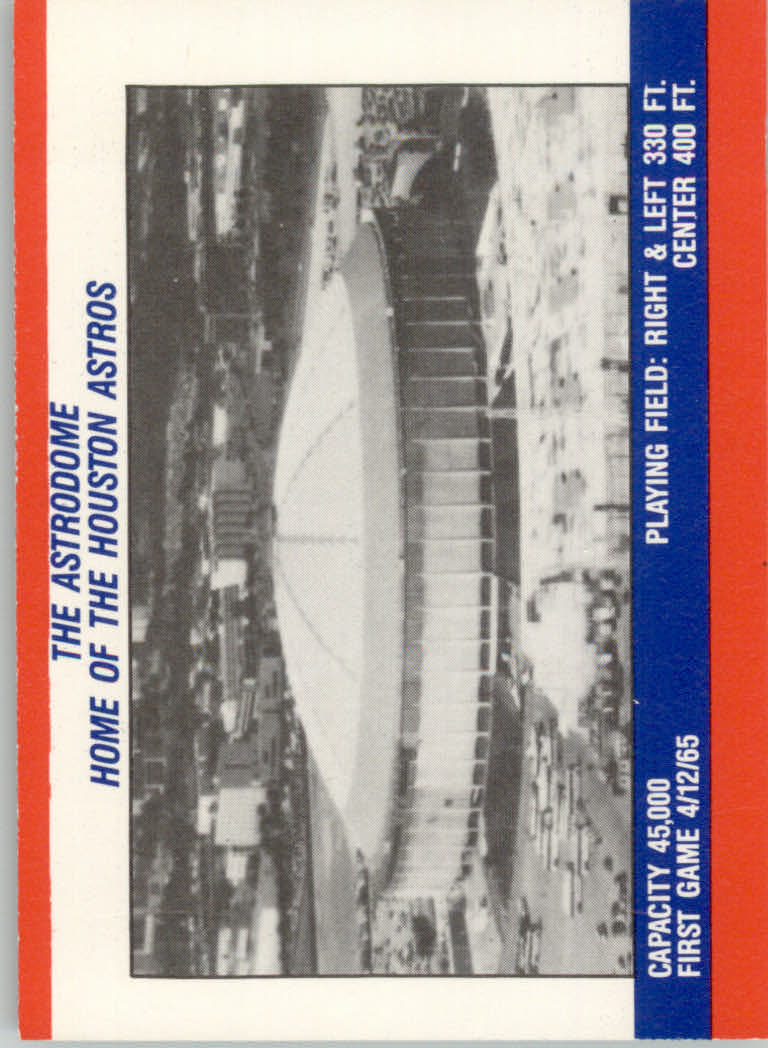 THE ASTRODOME
HOME OF THE HOUSTON ASTROS
CAPACITY 45,000
FIRST GAME 4/12/65
PLAYING FIELD: RIGHT & LEFT 330 FT.
CENTER 400 FT.